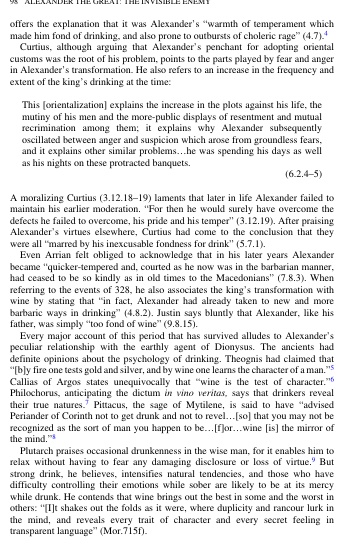 98 ALEXANDER THE GREAT: THE INVISIBLE ENEMY
offers the explanation that it was Alexander's “warmth of temperament which
made him fond of drinking, and also prone to outbursts of choleric rage” (4.7).4
Curtius, although arguing that Alexander's penchant for adopting oriental
customs was the root of his problem, points to the parts played by fear and anger
in Alexander's transformation. He also refers to an increase in the frequency and
extent of the king's drinking at the time:
This [orientalization] explains the increase in the plots against his life, the
mutiny of his men and the more-public displays of resentment and mutual
recrimination among them; it explains why Alexander subsequently
oscillated between anger and suspicion which arose from groundless fears,
and it explains other similar problems…he was spending his days as well
as his nights on these protracted banquets.
(6.2.4–5)
A moralizing Curtius (3.12.18–19) laments that later in life Alexander failed to
maintain his earlier moderation. “For then he would surely have overcome the
defects he failed to overcome, his pride and his temper” (3.12.19). After praising
Alexander's virtues elsewhere, Curtius had come to the conclusion that they
were all “marred by his inexcusable fondness for drink” (5.7.1).
Even Arrian felt obliged to acknowledge that in his later years Alexander
became “quicker-tempered and, courted as he now was in the barbarian manner,
had ceased to be so kindly as in old times to the Macedonians” (7.8.3). When
referring to the events of 328, he also associates the king's transformation with
wine by stating that “in fact, Alexander had already taken to new and more
barbaric ways in drinking” (4.8.2). Justin says bluntly that Alexander, like his
father, was simply “too fond of wine” (9.8.15).
Every major account of this period that has survived alludes to Alexander's
peculiar relationship with the earthly agent of Dionysus. The ancients had
definite opinions about the psychology of drinking. Theognis had claimed that
“[b]y fire one tests gold and silver, and by wine one learns the character of a man.”5
Callias of Argos states unequivocally that “wine is the test of character.”6
Philochorus, anticipating the dictum in vino veritas, says that drinkers reveal
their true natures.7 Pittacus, the sage of Mytilene, is said to have “advised
Periander of Corinth not to get drunk and not to revel…[so] that you may not be
recognized as the sort of man you happen to be…[f]or…wine [is] the mirror of
the mind.”8
Plutarch praises occasional drunkenness in the wise man, for it enables him to
relax without having to fear any damaging disclosure or loss of virtue.9 But
strong drink, he believes, intensifies natural tendencies, and those who have
difficulty controlling their emotions while sober are likely to be at its mercy
while drunk. He contends that wine brings out the best in some and the worst in
others: “[I]t shakes out the folds as it were, where duplicity and rancour lurk in
the mind, and reveals every trait of character and every secret feeling in
transparent language” (Mor.715f).